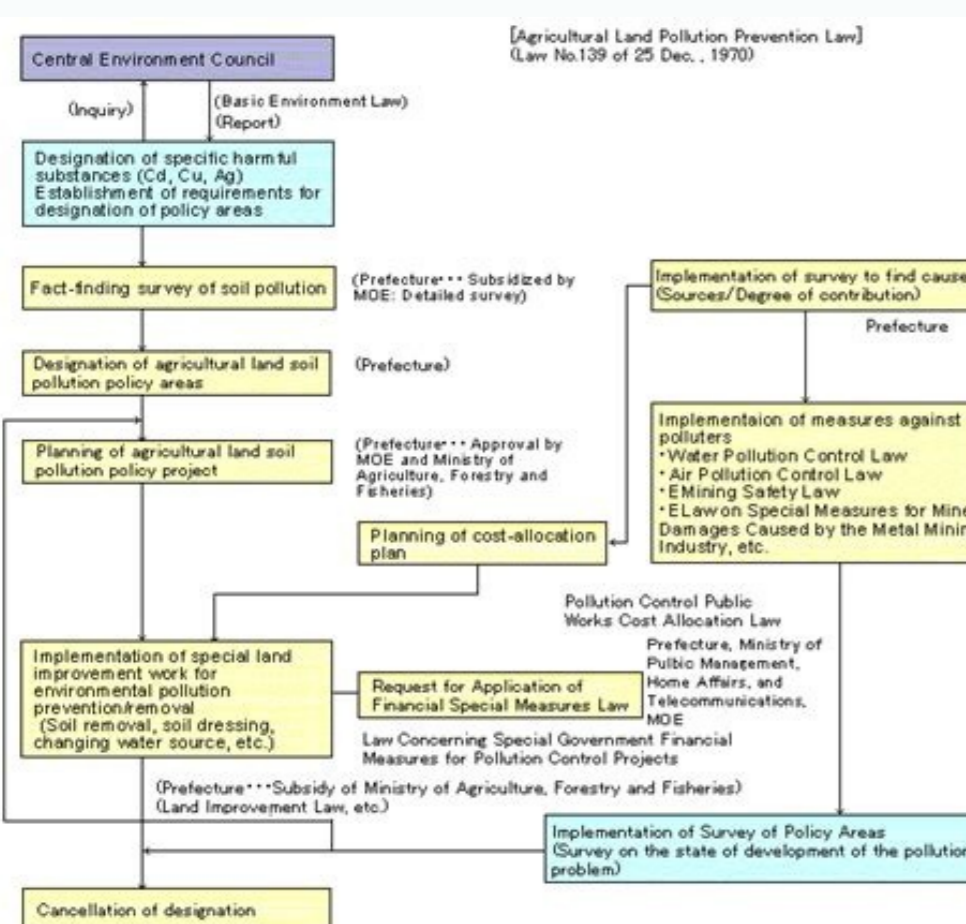 [Agricultural Land Pollution Prevention Law]
(Law No.139 of 25 Dec. , 1970)
Central Environment Council
(Inquiry)
(Basic Environment Law)
(Report)
Designation of specific harmful
substances (Cd, Cu, Ag)
Establishment of requirements for
designation of policy areas
Fact-finding survey of soil pollution
(Prefecture••• Subsidized by
MOE: Detailed survey)
Implementation of survey to find cause
(Sources/Degree of contribution)
Prefecture
Designation of agricultural land soil
pollution policy areas
(Prefecture)
Planning of agricultural land soil
pollution policy project
(Prefecture••• Approval by
MOE and Ministry of
Agriculture, Forestry and
Fisheries)
Implementaion of measures against
polluters
•Water Pollution Control Law
•Air Pollution Control Law
•EMining Safety Law
•ELawon Special Measures for Mine
Damages Caused by the Metal Minin
Industry, etc.
Planning of cost-allocation
plan
Pollution Control Public
Works Cost Allocation Law
Prefecture, Ministry of
Pulbic Management,
Home Affairs, and
Telecommunications,
MOE
Implementation of special land
improvement work for
environmental pollution
prevention/removal
(Soil removal, soil dressing,
changing water source, etc.)
Request for Application of
Financial Special Measures Law
Law Concerning Special Government Financial
Measures for Pollution Control Projects
(Prefecture•••Subsidy of Ministry of Agriculture, Forestry and Fisheries)
(Land Improvement Law, etc.)
Implementation of Survey of Policy Areas
(Survey on the state of development of the pollution
problem)
Cancellation of designation